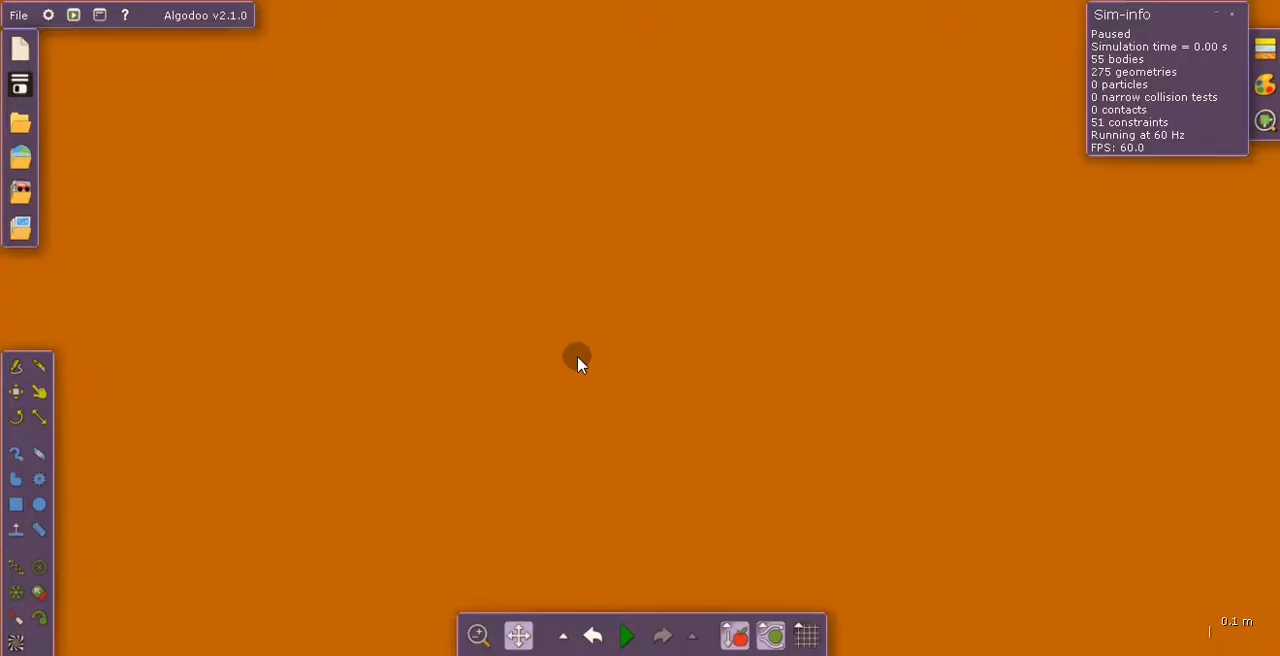 File ? Algodoo v2.1.0
Sim-info
Paused
Simulation time = 0.00 s
55 bodies
275 geometries
0 particles
0 narrow collision tests
0 contacts
51 constraints
Running at 60 Hz
FPS: 60.0
0.1 m